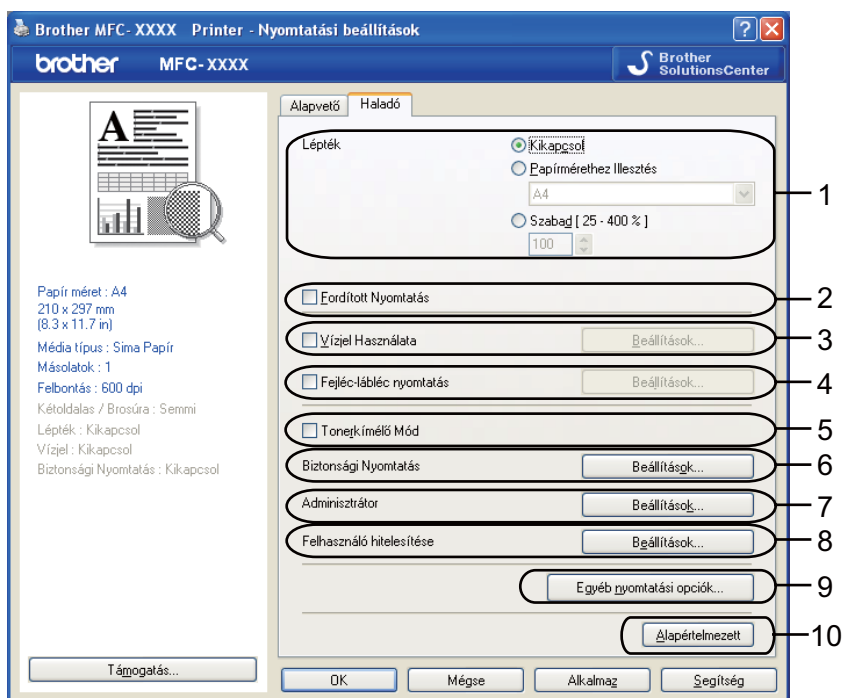 Brother MFC-XXXX Printer - Nyomtatási beállítások
brother MFC-XXXX
Brother SolutionsCenter
Alapvető Haladó
A
Lépték
Kikapcsol
Papírmérethez Illesztés
A4
Szabad [ 25 - 400 % ]
100
1
Papír méret : A4
210 x 297 mm
(8.3 x 11.7 in)
Média típus : Sima Papír
Másolatok : 1
Felbontás : 600 dpi
Kétoldalas / Brosúra : Semmi
Lépték : Kikapcsol
Vízjel : Kikapcsol
Biztonsági Nyomtatás : Kikapcsol
Fordított Nyomtatás 2
Vízjel Használata Beállítások... 3
Fejléc-lábléc nyomtatás Beállítások... 4
Tonerkímélő Mód 5
Biztonsági Nyomtatás Beállítások... 6
Adminisztrátor Beállítások... 7
Felhasználó hitelesítése Beállítások... 8
Egyéb nyomtatási opciók... 9
Alapértelmezett 10
Támogatás...
OK Mégse Alkalmaz Segítség